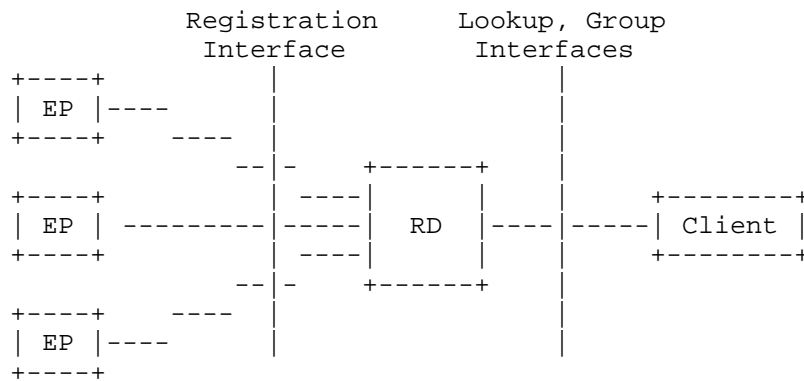 Registration Lookup, Group
Interface Interfaces
EP
EP RD Client
EP